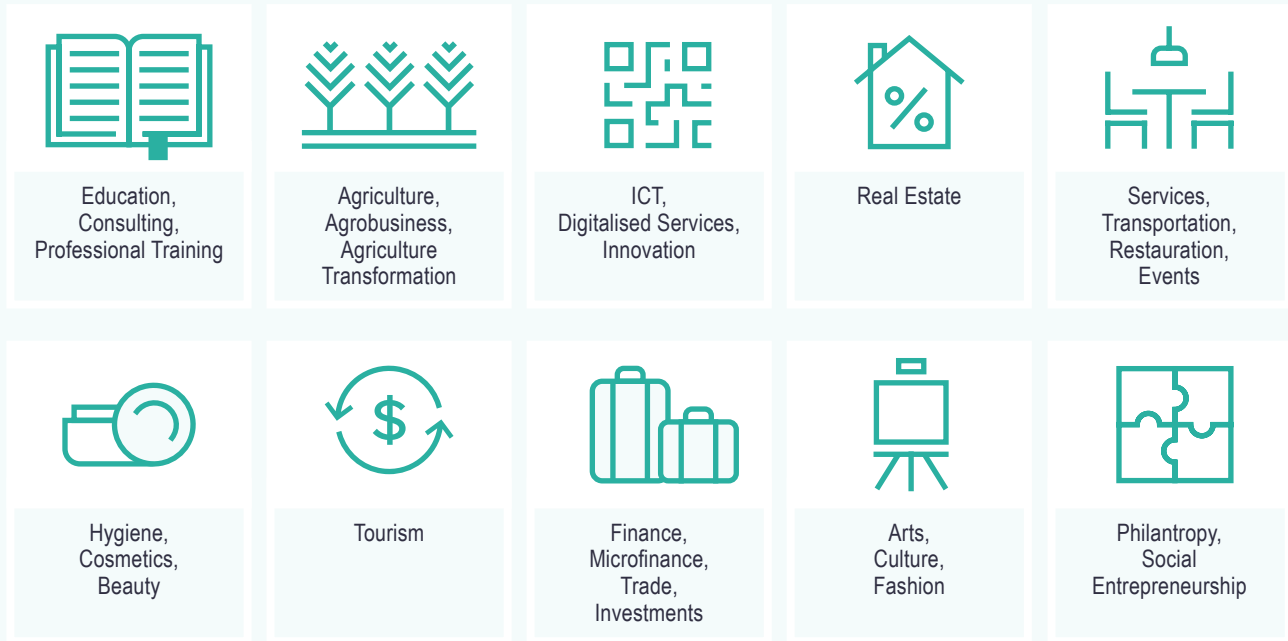 Education,
Consulting,
Professional Training
Agriculture,
Agrobusiness,
Agriculture
Transformation
ICT,
Digitalised Services,
Innovation
Real Estate
Services,
Transportation,
Restauration,
Events
Hygiene,
Cosmetics,
Beauty
Tourism
Finance,
Microfinance,
Trade,
Investments
Arts,
Culture,
Fashion
Philantropy,
Social
Entrepreneurship